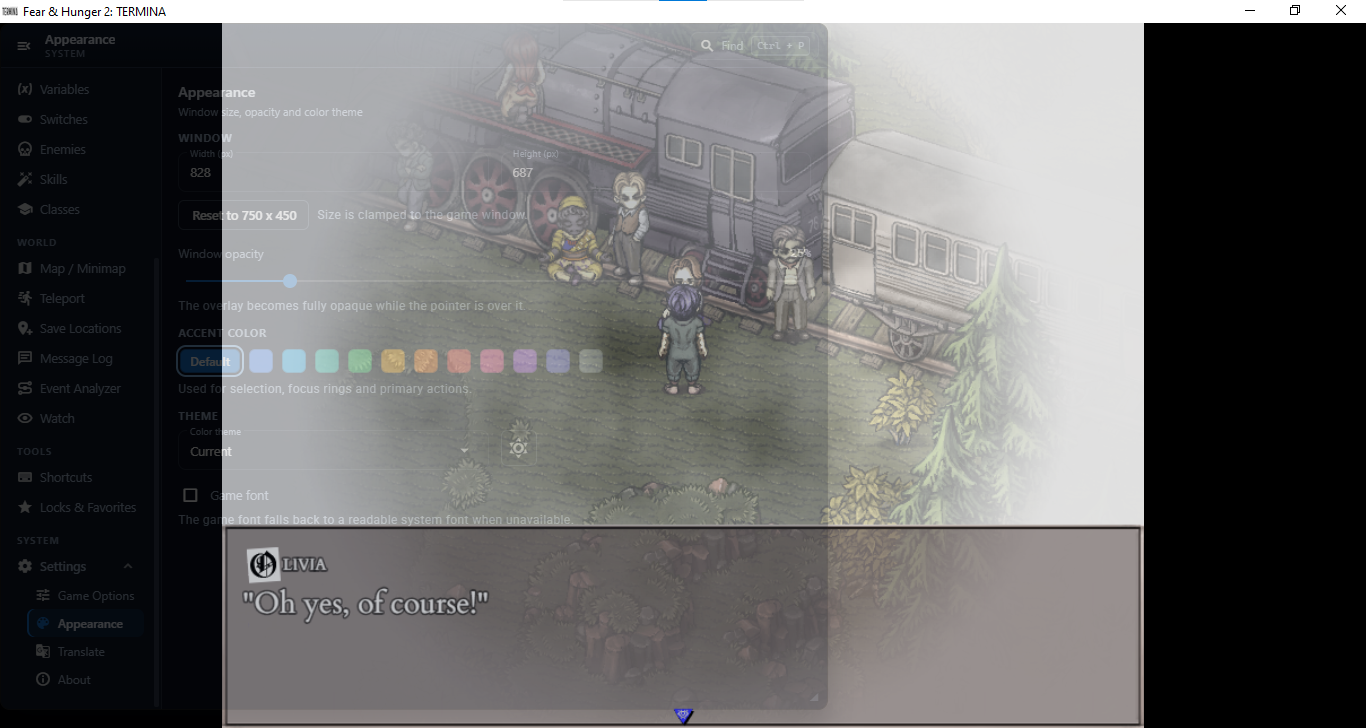 Fear & Hunger 2: TERMINA
Appearance
SYSTEM
Find
Ctrl + P
Variables
Switches
Enemies
Skills
Classes
WORLD
Map / Minimap
Teleport
Save Locations
Message Log
Event Analyzer
Watch
TOOLS
Shortcuts
Locks & Favorites
SYSTEM
Settings
Game Options
Appearance
Translate
About
Appearance
Window size, opacity and color theme
WINDOW
Width (px)
828
Height (px)
687
Reset to 750 x 450
Size is clamped to the game window.
Window opacity
The overlay becomes fully opaque while the pointer is over it
ACCENT COLOR
Default
Used for selection, focus rings and primary actions.
THEME
Color theme
Current
Game font
The game font falls back to a readable system font when unavailable.
OLIVIA
"Oh yes, of course!"